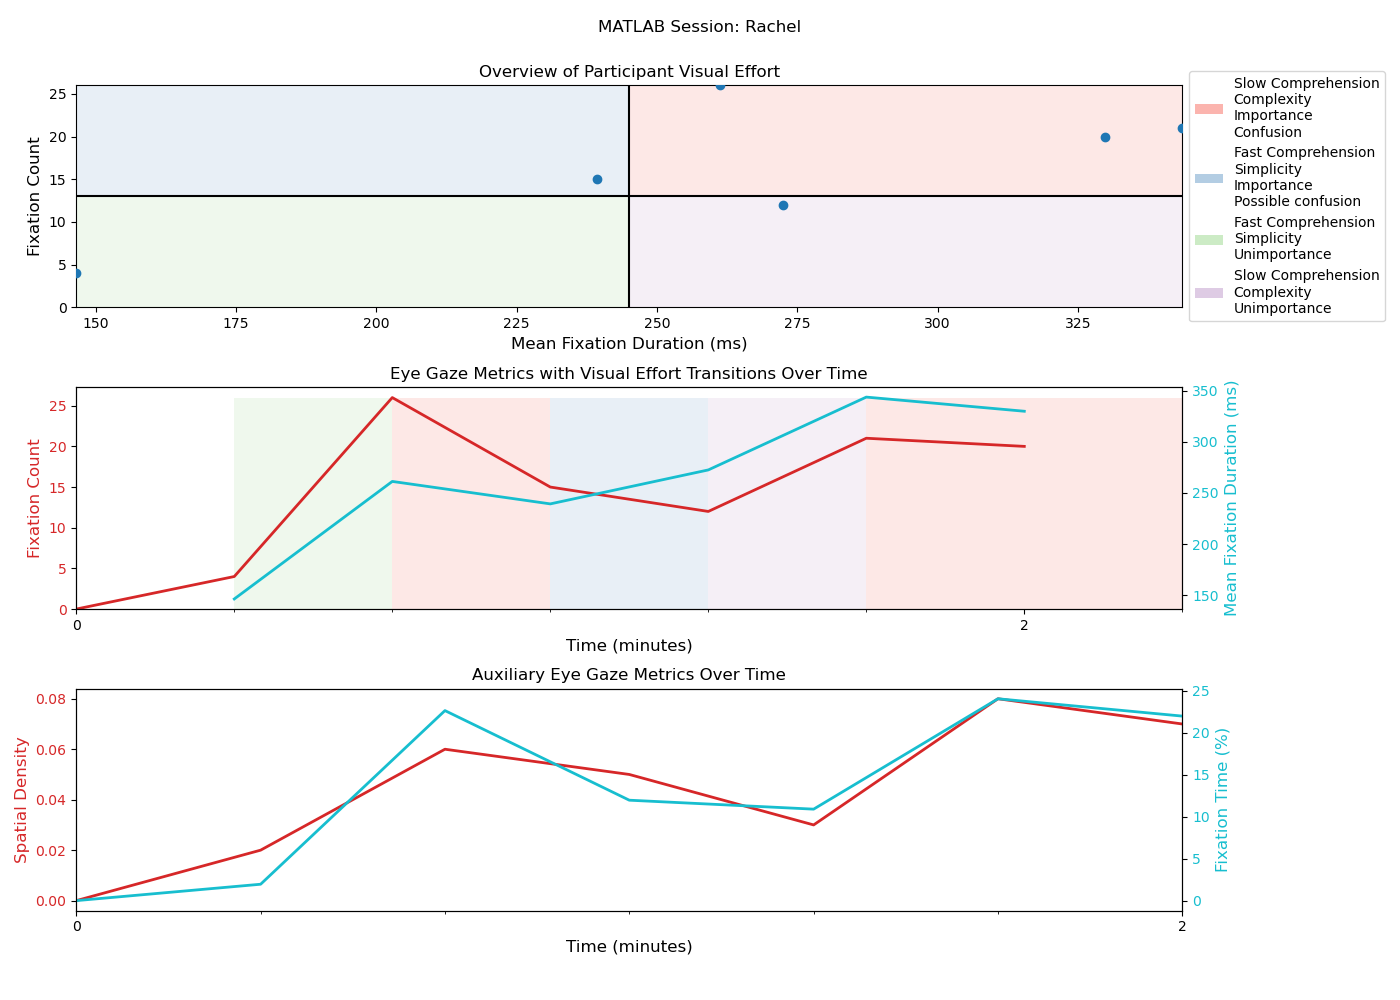 MATLAB Session: Rachel
Overview of Participant Visual Effort
25
20
15
10
5
0
Fixation Count
150 175 200 225 250 275 300 325
Mean Fixation Duration (ms)
Slow Comprehension
Complexity
Importance
Confusion
Fast Comprehension
Simplicity
Importance
Possible confusion
Fast Comprehension
Simplicity
Unimportance
Slow Comprehension
Complexity
Unimportance
Eye Gaze Metrics with Visual Effort Transitions Over Time
25
20
15
10
5
0
Fixation Count
350
300
250
200
150
Mean Fixation Duration (ms)
0 2
Time (minutes)
Auxiliary Eye Gaze Metrics Over Time
0.08
0.06
0.04
0.02
0.00
Spatial Density
25
20
15
10
5
0
Fixation Time (%)
0 2
Time (minutes)